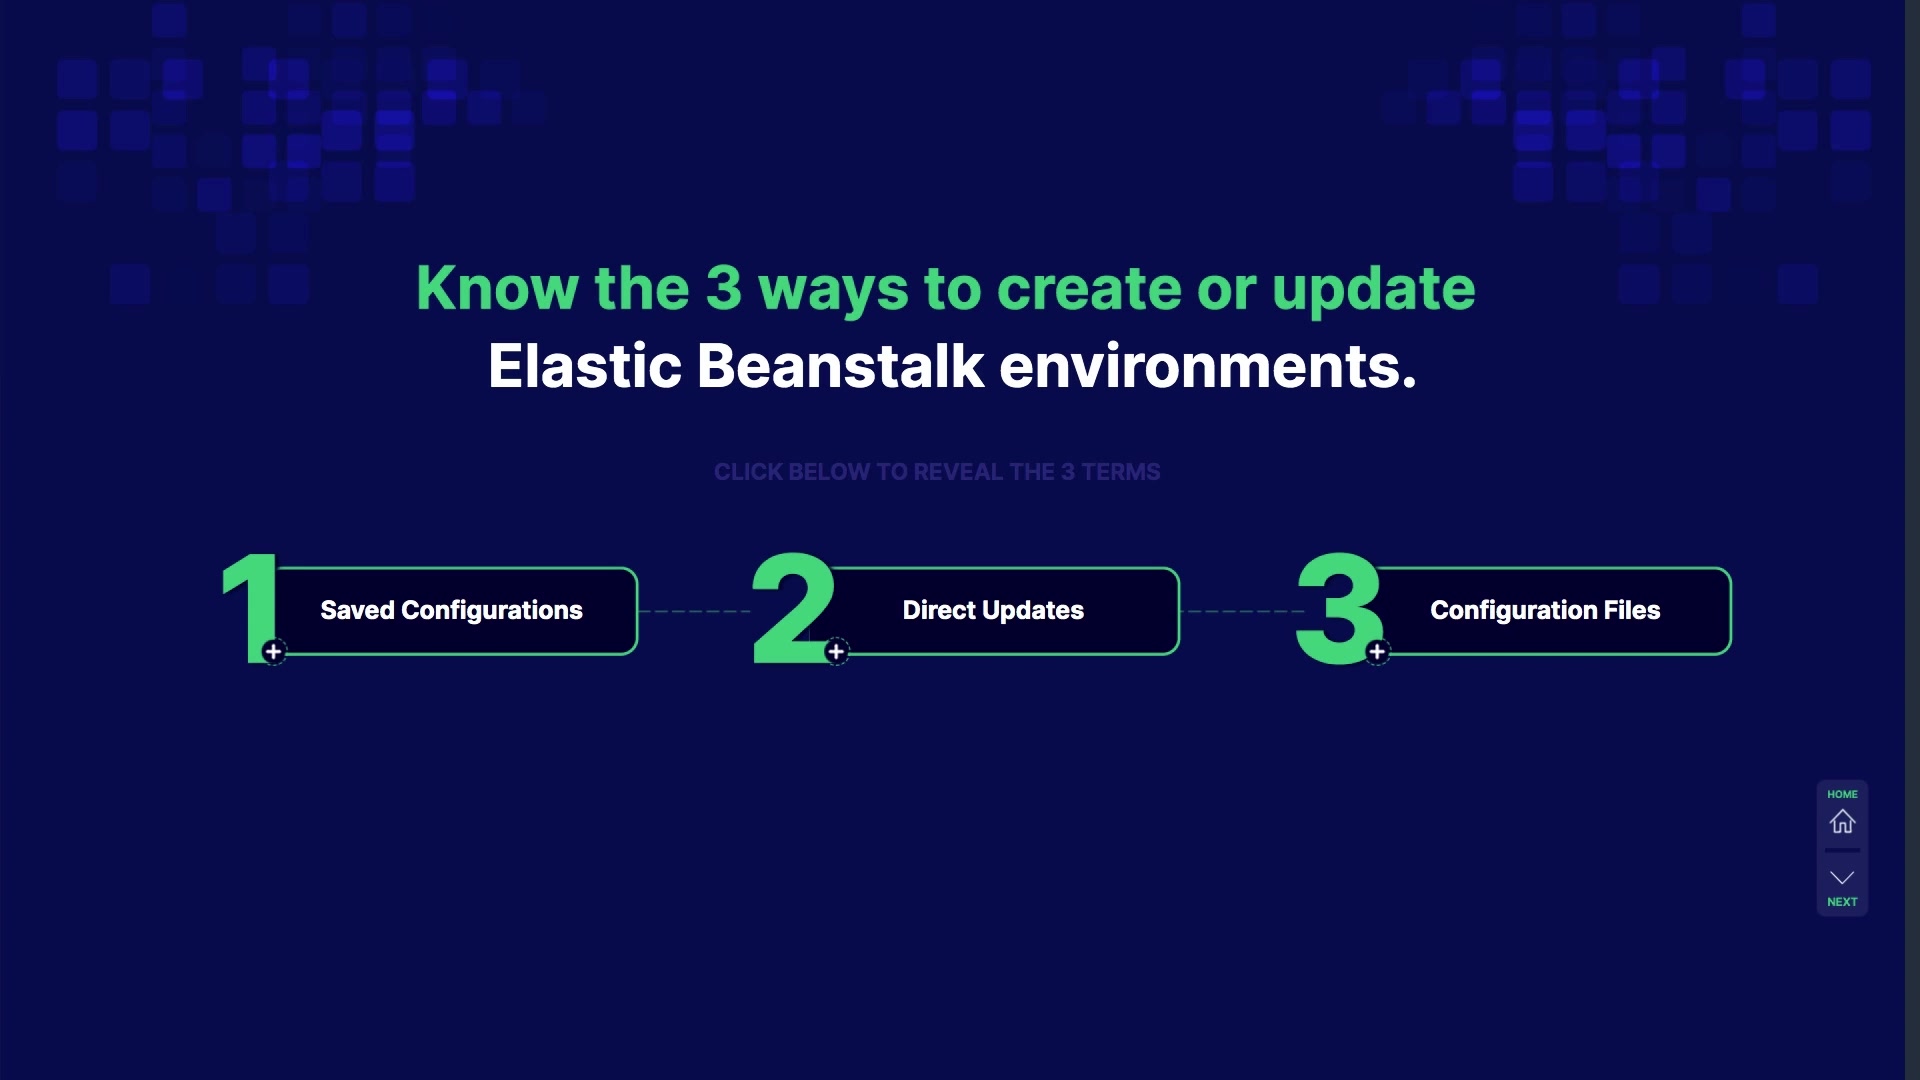 Know the 3 ways to create or update
Elastic Beanstalk environments.
CLICK BELOW TO REVEAL THE 3 TERMS
1 Saved Configurations
2 Direct Updates
3 Configuration Files
HOME
NEXT